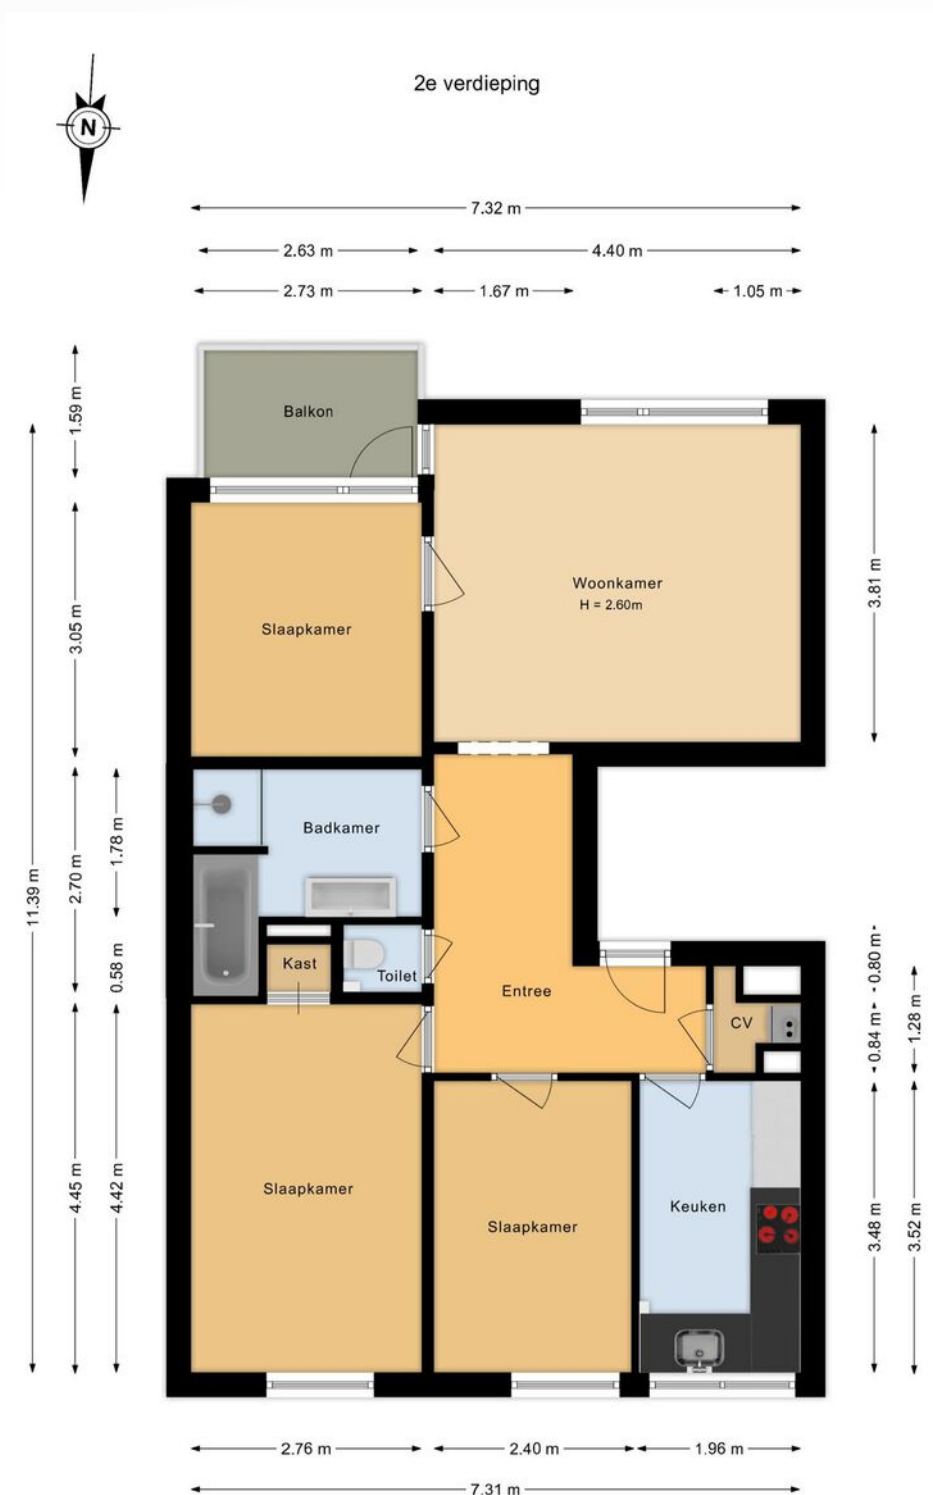 2e verdieping
N
7.32 m
2.63 m
4.40 m
2.73 m
1.67 m
1.05 m
1.59 m
Balkon
11.39 m
3.05 m
Slaapkamer
Woonkamer
H = 2.60m
3.81 m
2.70 m
1.78 m
Badkamer
0.58 m
Kast
Toilet
Entree
CV
0.80 m
0.84 m
1.28 m
4.45 m
4.42 m
Slaapkamer
Slaapkamer
Keuken
3.48 m
3.52 m
2.76 m
2.40 m
1.96 m
7.31 m